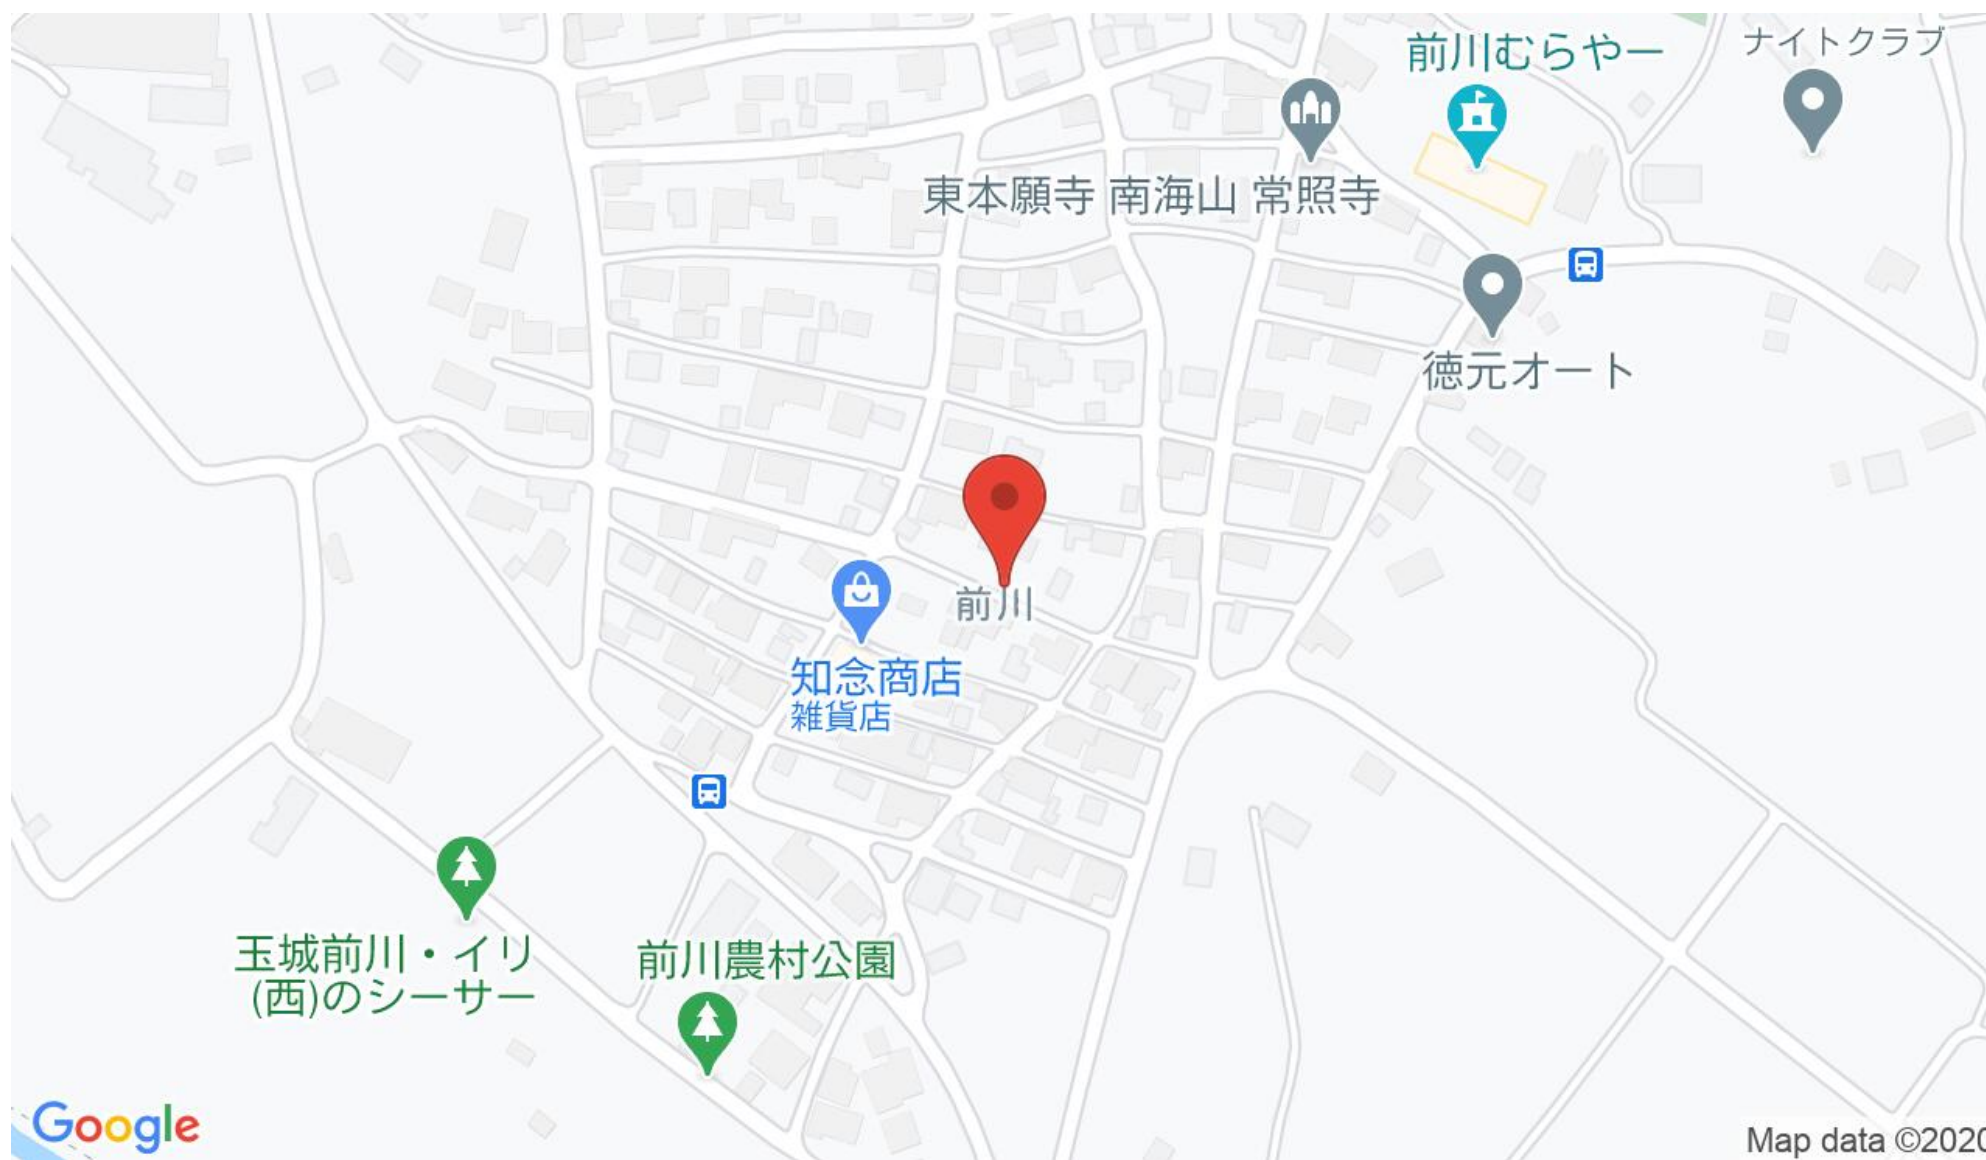 前川むらやー
ナイトクラブ
東本願寺 南海山 常照寺
徳元オート
前川
知念商店
雑貨店
玉城前川・イリ
(西)のシーサー
前川農村公園
Google
Map data ©2020